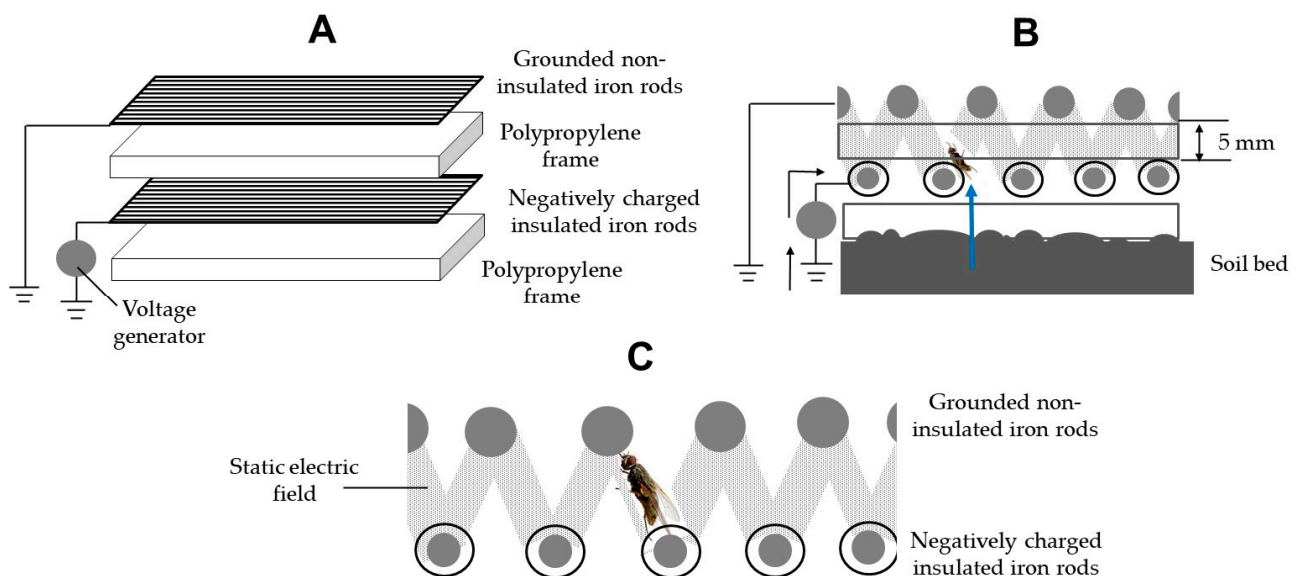 A
Grounded non-
insulated iron rods
Polypropylene
frame
Negatively charged
insulated iron rods
Polypropylene
frame
Voltage
generator
B
5 mm
Soil bed
C
Grounded non-
insulated iron rods
Static electric
field
Negatively charged
insulated iron rods